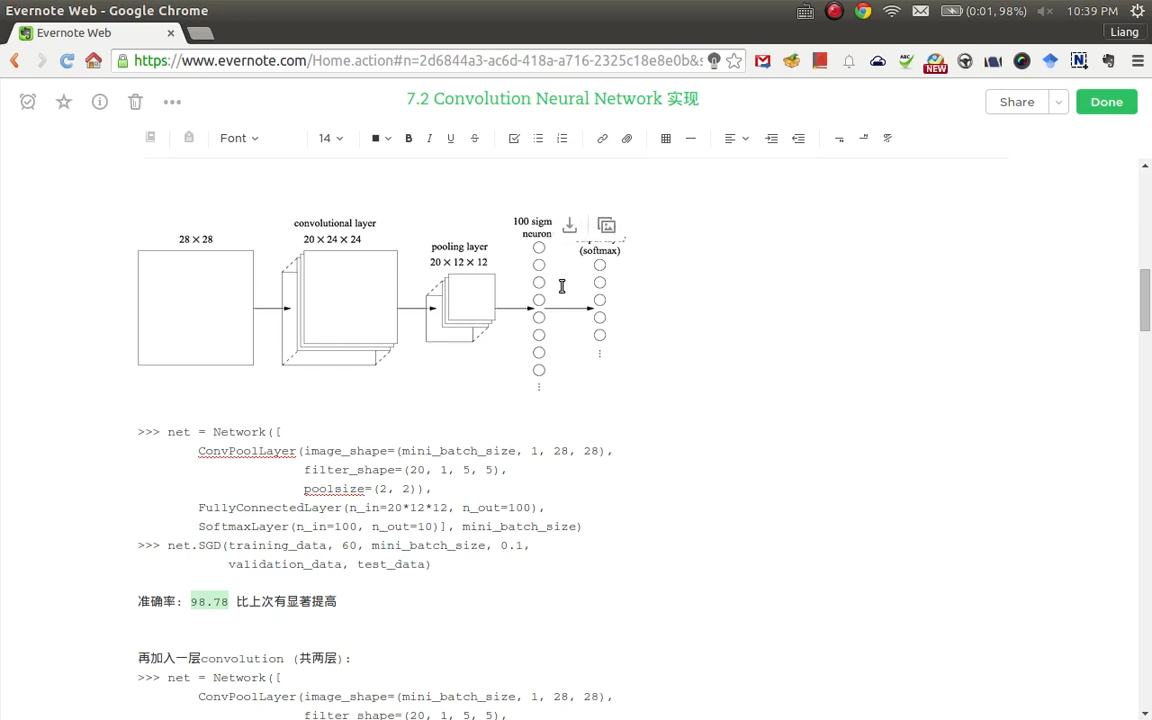 Evernote Web - Google Chrome
(0:01, 98%)
10:39 PM
Evernote Web
Liang
https://www.evernote.com/Home.action#n=2d6844a3-ac6d-418a-a716-2325c18e8e0b&s
NEW
7.2 Convolution Neural Network 实现
Share
Done
Font
14
B
I
U
28 × 28
convolutional layer
20 × 24 × 24
pooling layer
20 × 12 × 12
100 sigm
neuron
(softmax)
>>> net = Network([
ConvPoolLayer(image_shape=(mini_batch_size, 1, 28, 28),
filter_shape=(20, 1, 5, 5),
poolsize=(2, 2)),
FullyConnectedLayer(n_in=20*12*12, n_out=100),
SoftmaxLayer(n_in=100, n_out=10)], mini_batch_size)
>>> net.SGD(training_data, 60, mini_batch_size, 0.1,
validation_data, test_data)
准确率: 98.78 比上次有显著提高
再加入一层convolution (共两层):
>>> net = Network([
ConvPoolLayer(image_shape=(mini_batch_size, 1, 28, 28),
filter_shape=(20, 1, 5, 5),